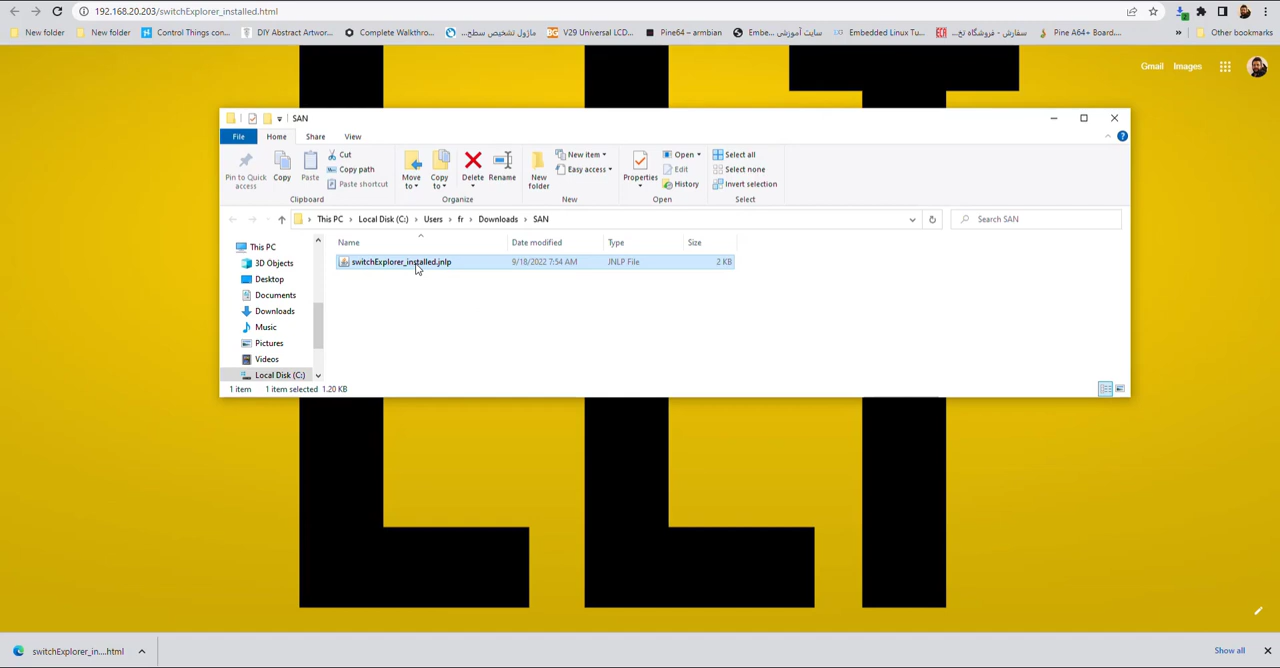 192.168.20.203/switchExplorer_installed.html
New folder
New folder
Control Things con...
DIY Abstract Artwor...
Complete Walkthro...
ماژول تشخیص سطح...
BG V29 Universal LCD...
Pine64 – armbian
سایت آموزشی Embe...
Embedded Linux Tu...
ECA سفارش - فروشگاه نخ...
Pine A64+ Board....
»
Other bookmarks
Gmail
Images
SAN
File
Home
Share
View
Pin to Quick access
Copy
Paste
Cut
Copy path
Paste shortcut
Clipboard
Move to
Copy to
Delete
Rename
Organize
New folder
New item
Easy access
New
Properties
Open
Edit
History
Open
Select all
Select none
Invert selection
Select
This PC
Local Disk (C:)
Users
fr
Downloads
SAN
Search SAN
Name
Date modified
Type
Size
switchExplorer_installed.jnlp
9/18/2022 7:54 AM
JNLP File
2 KB
This PC
3D Objects
Desktop
Documents
Downloads
Music
Pictures
Videos
Local Disk (C:)
1 item
1 item selected
1.20 KB
switchExplorer_in....html
Show all